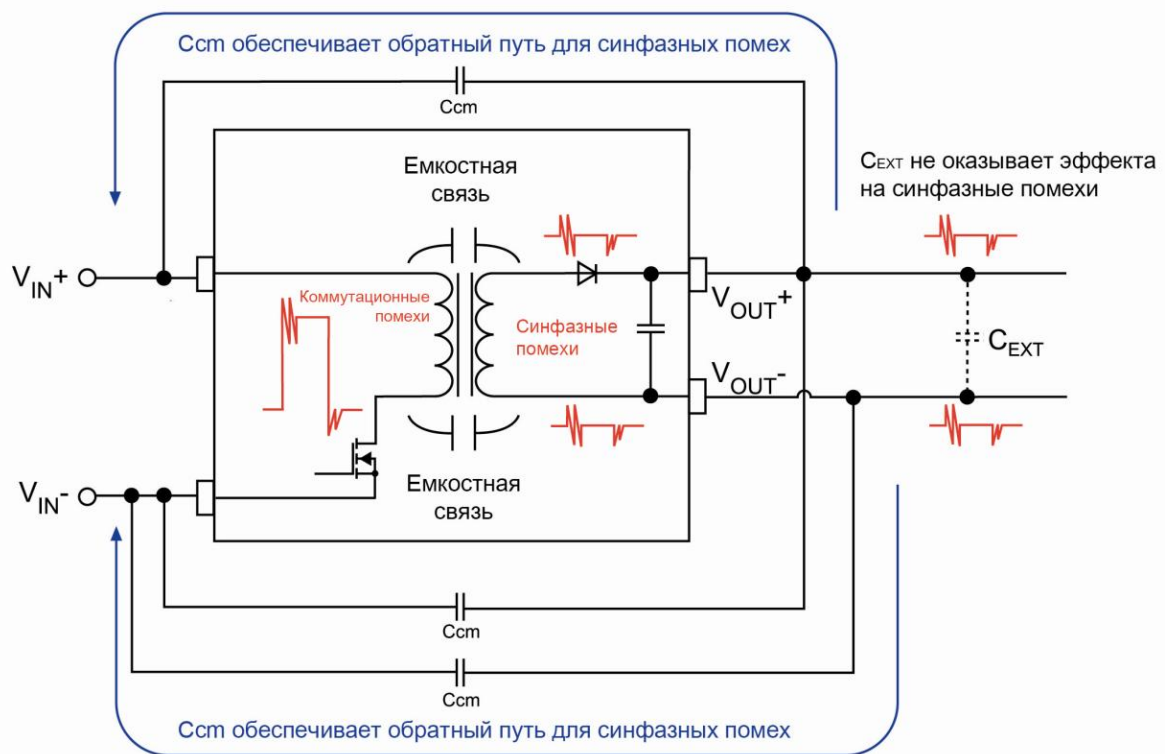 Ccm обеспечивает обратный путь для синфазных помех
Ccm
Емкостная
связь
CEXT не оказывает эффекта
на синфазные помехи
VIN+
Коммутационные
помехи
Синфазные
помехи
VOUT+
VOUT-
CEXT
VIN-
Емкостная
связь
Ccm
Ccm
Ccm обеспечивает обратный путь для синфазных помех